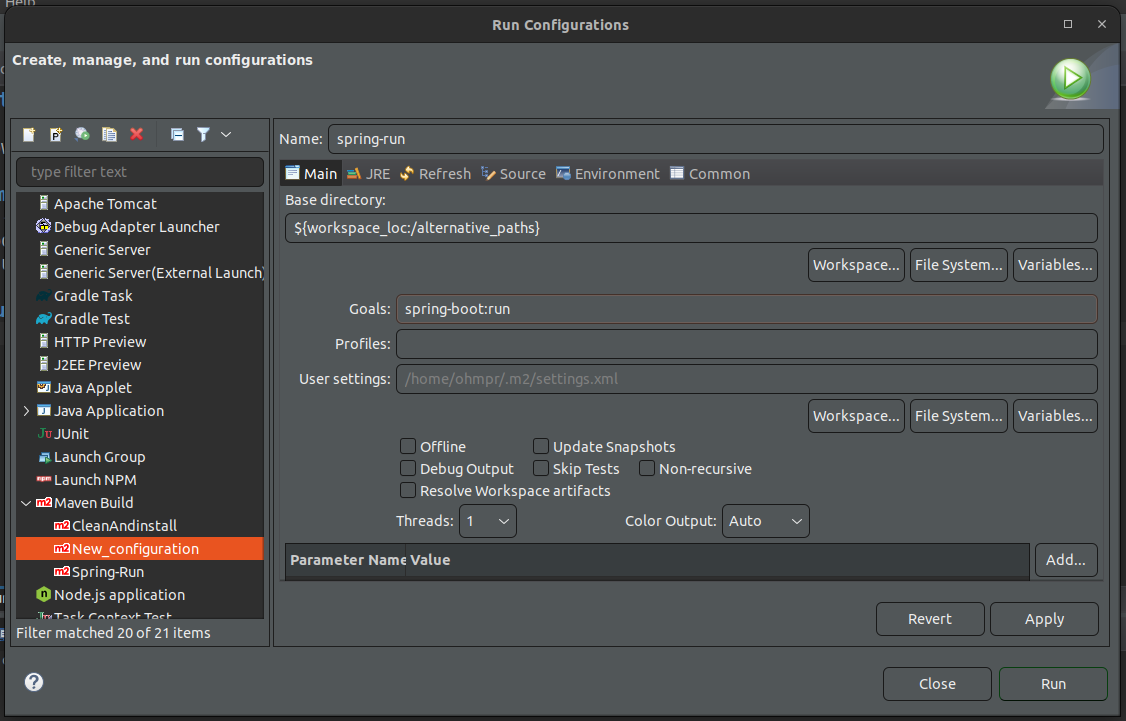 Help
Run Configurations
Create, manage, and run configurations
type filter text
Apache Tomcat
Debug Adapter Launcher
Generic Server
Generic Server(External Launch)
Gradle Task
Gradle Test
HTTP Preview
J2EE Preview
Java Applet
Java Application
JUnit
Launch Group
Launch NPM
Maven Build
CleanAndinstall
New_configuration
Spring-Run
Node.js application
Task Context Test
Filter matched 20 of 21 items
Name: spring-run
Main JRE Refresh Source Environment Common
Base directory:
${workspace_loc:/alternative_paths}
Workspace... File System... Variables...
Goals: spring-boot:run
Profiles:
User settings: /home/ohmpr/.m2/settings.xml
Workspace... File System... Variables...
Offline Update Snapshots
Debug Output Skip Tests Non-recursive
Resolve Workspace artifacts
Threads: 1 Color Output: Auto
Parameter Name Value Add...
Revert Apply
Close Run